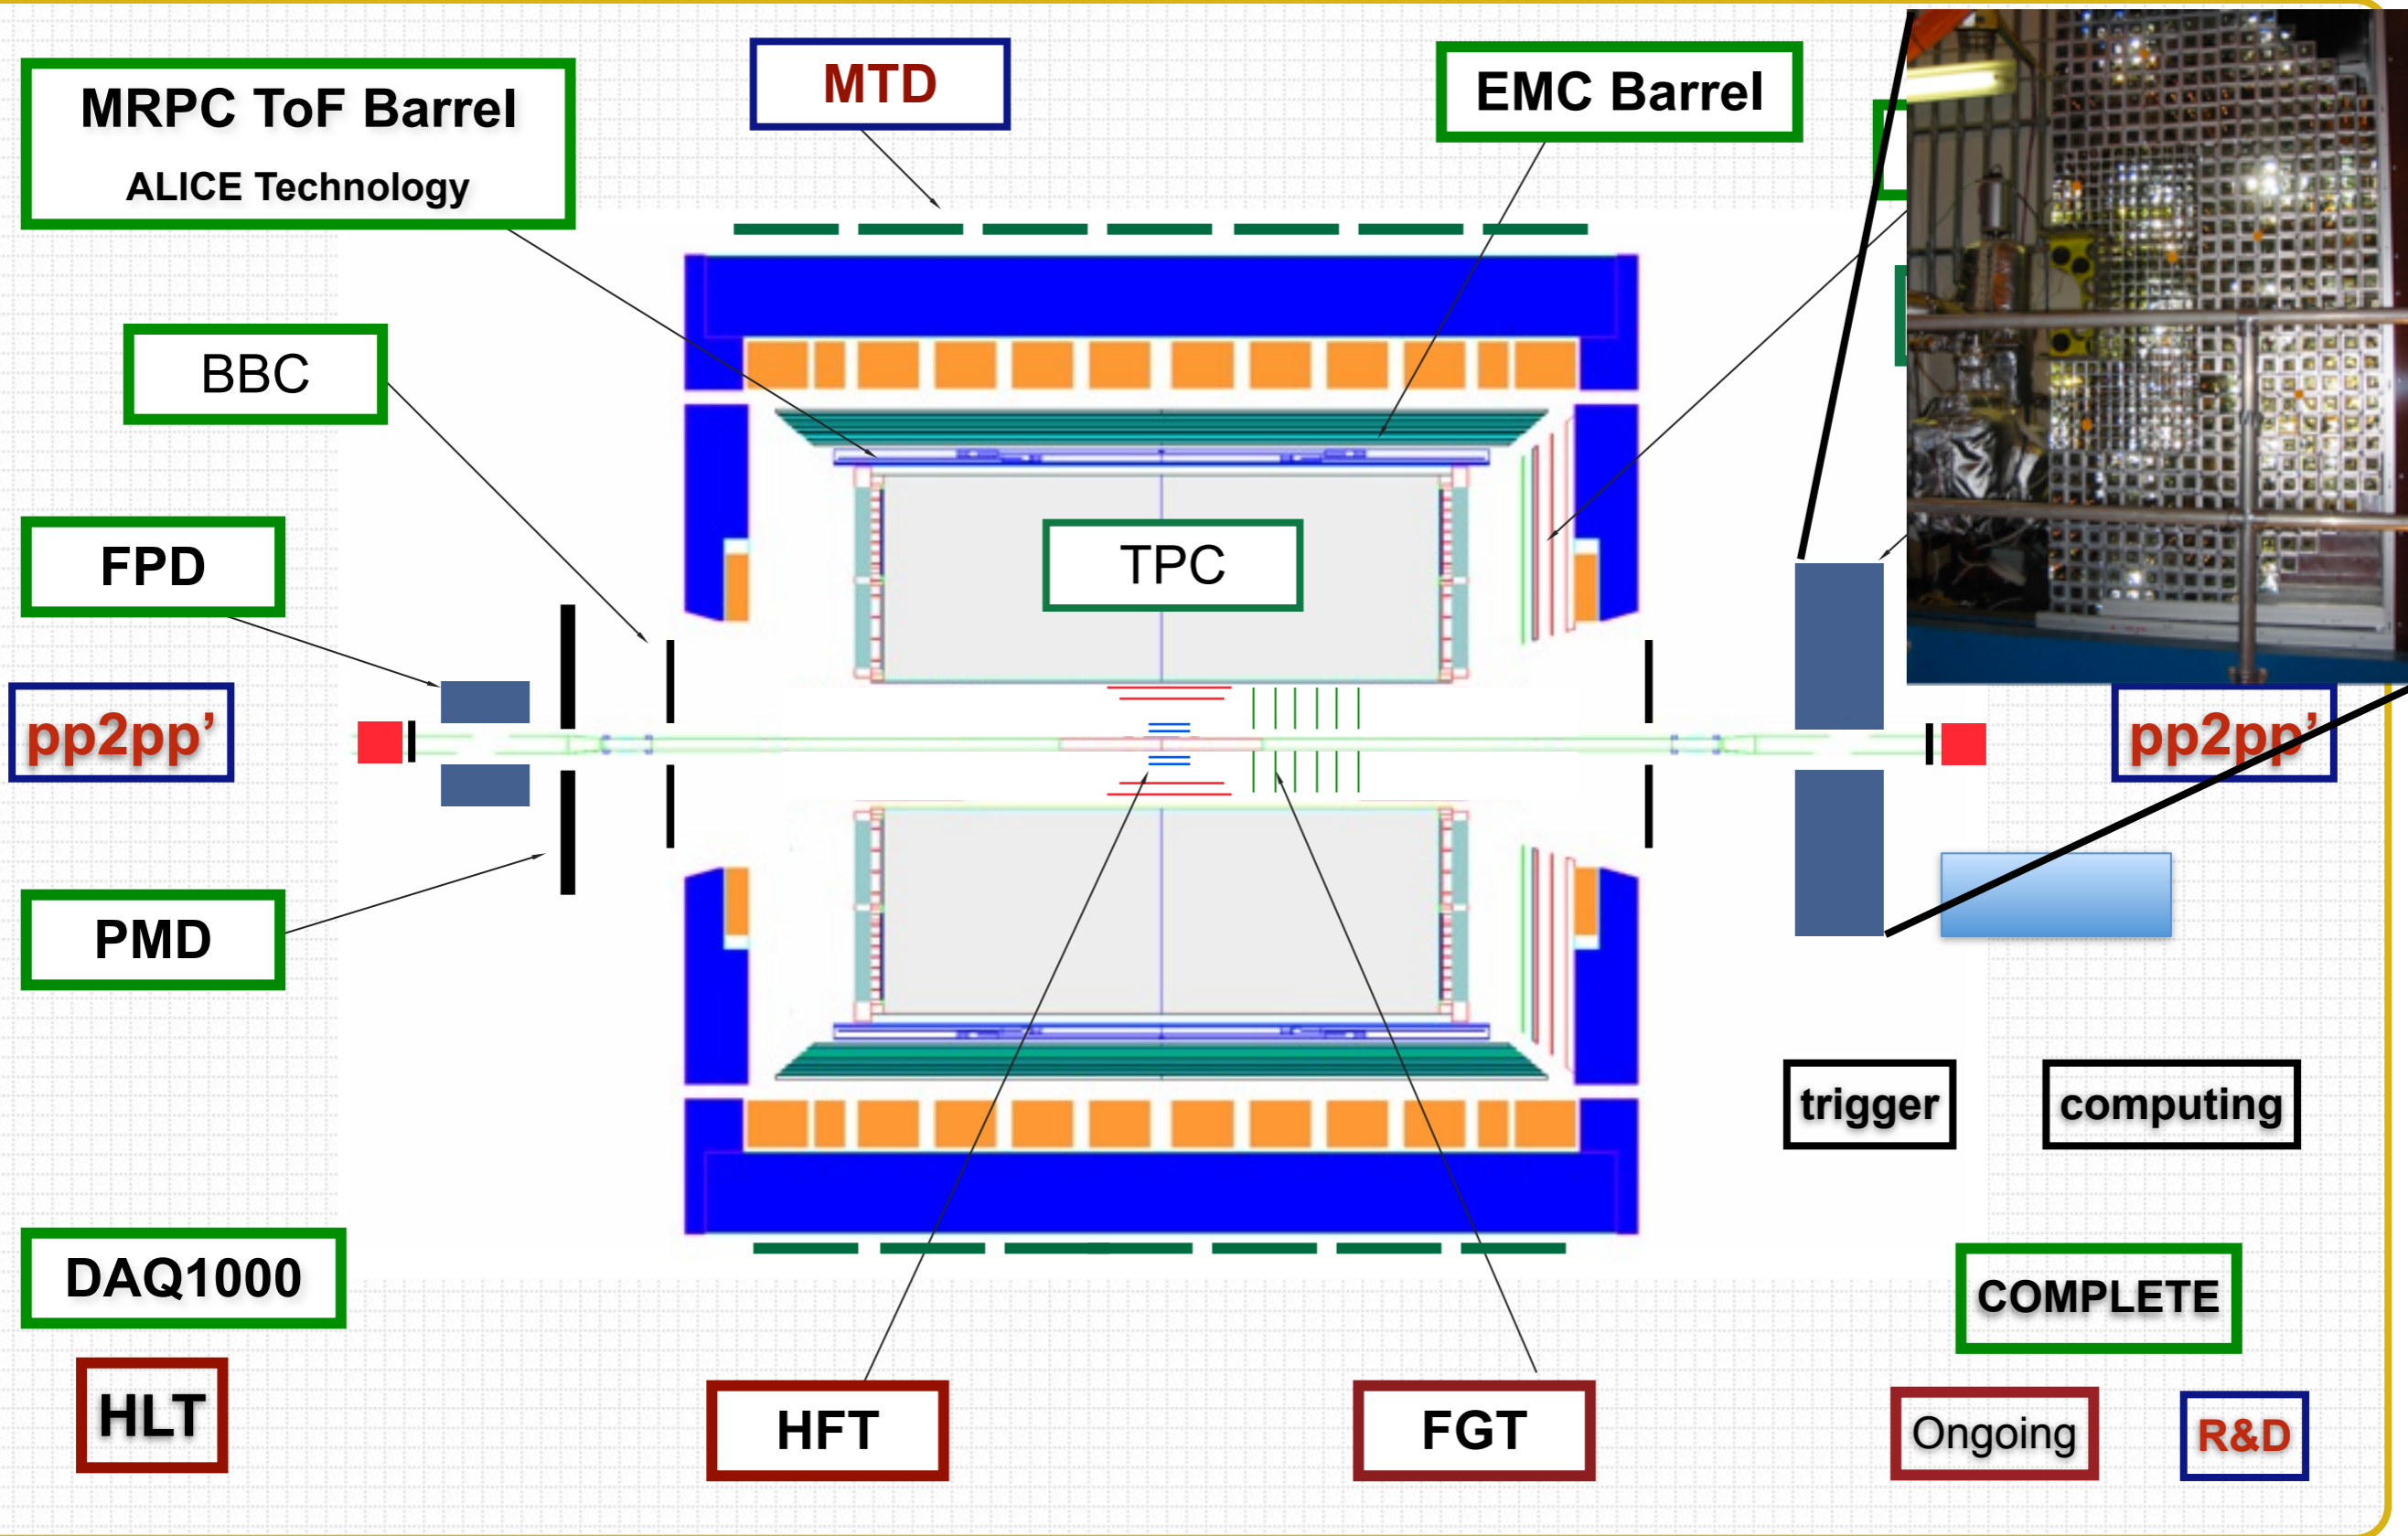 MRPC ToF Barrel
ALICE Technology
MTD
EMC Barrel
BBC
FPD
TPC
pp2pp’
pp2pp’
PMD
trigger
computing
DAQ1000
COMPLETE
HLT
HFT
FGT
Ongoing
R&D